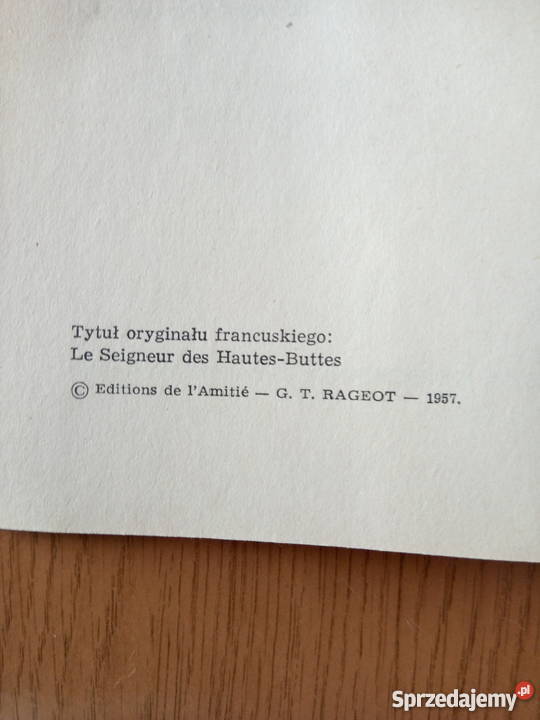 Tytuł oryginału francuskiego:
Le Seigneur des Hautes-Buttes
© Editions de l'Amitié — G. T. RAGEOT — 1957.
Sprzedajemy.pl